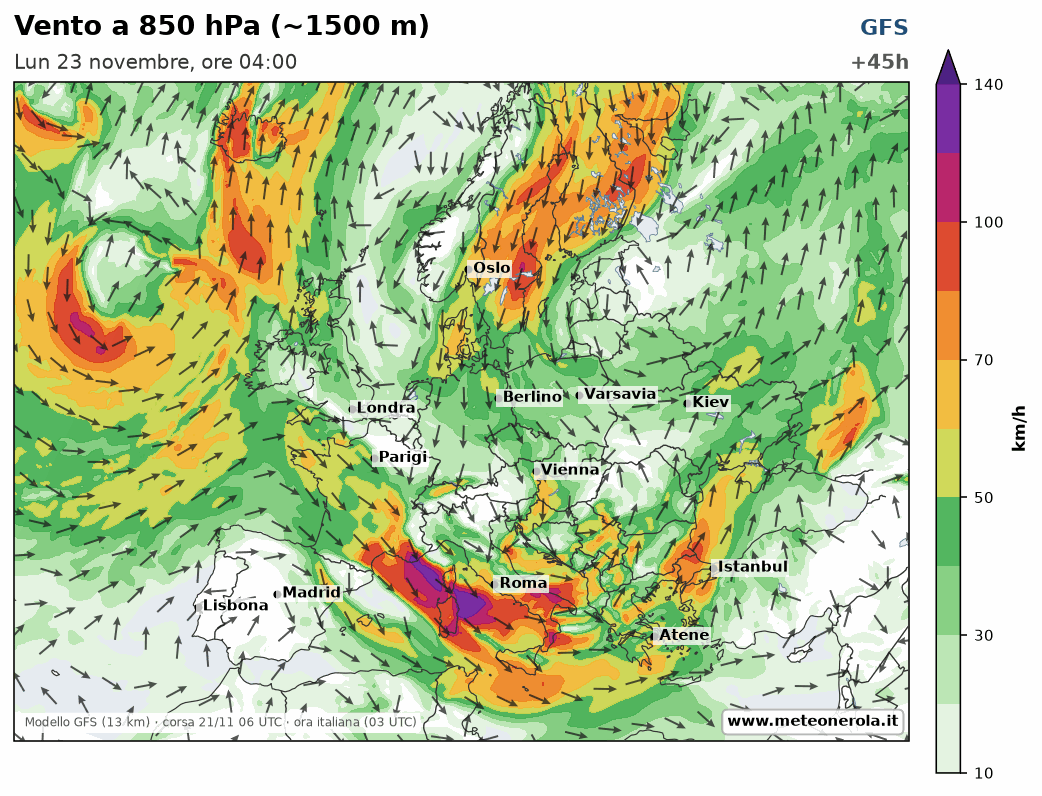 Vento a 850 hPa (~1500 m)
GFS
Lun 23 novembre, ore 04:00
+45h
140
100
70
50
30
10
km/h
Oslo
Berlino
Varsavia
Kiev
Londra
Parigi
Vienna
Istanbul
Roma
Madrid
Lisbona
Atene
Modello GFS (13 km) · corsa 21/11 06 UTC · ora italiana (03 UTC)
www.meteonerola.it